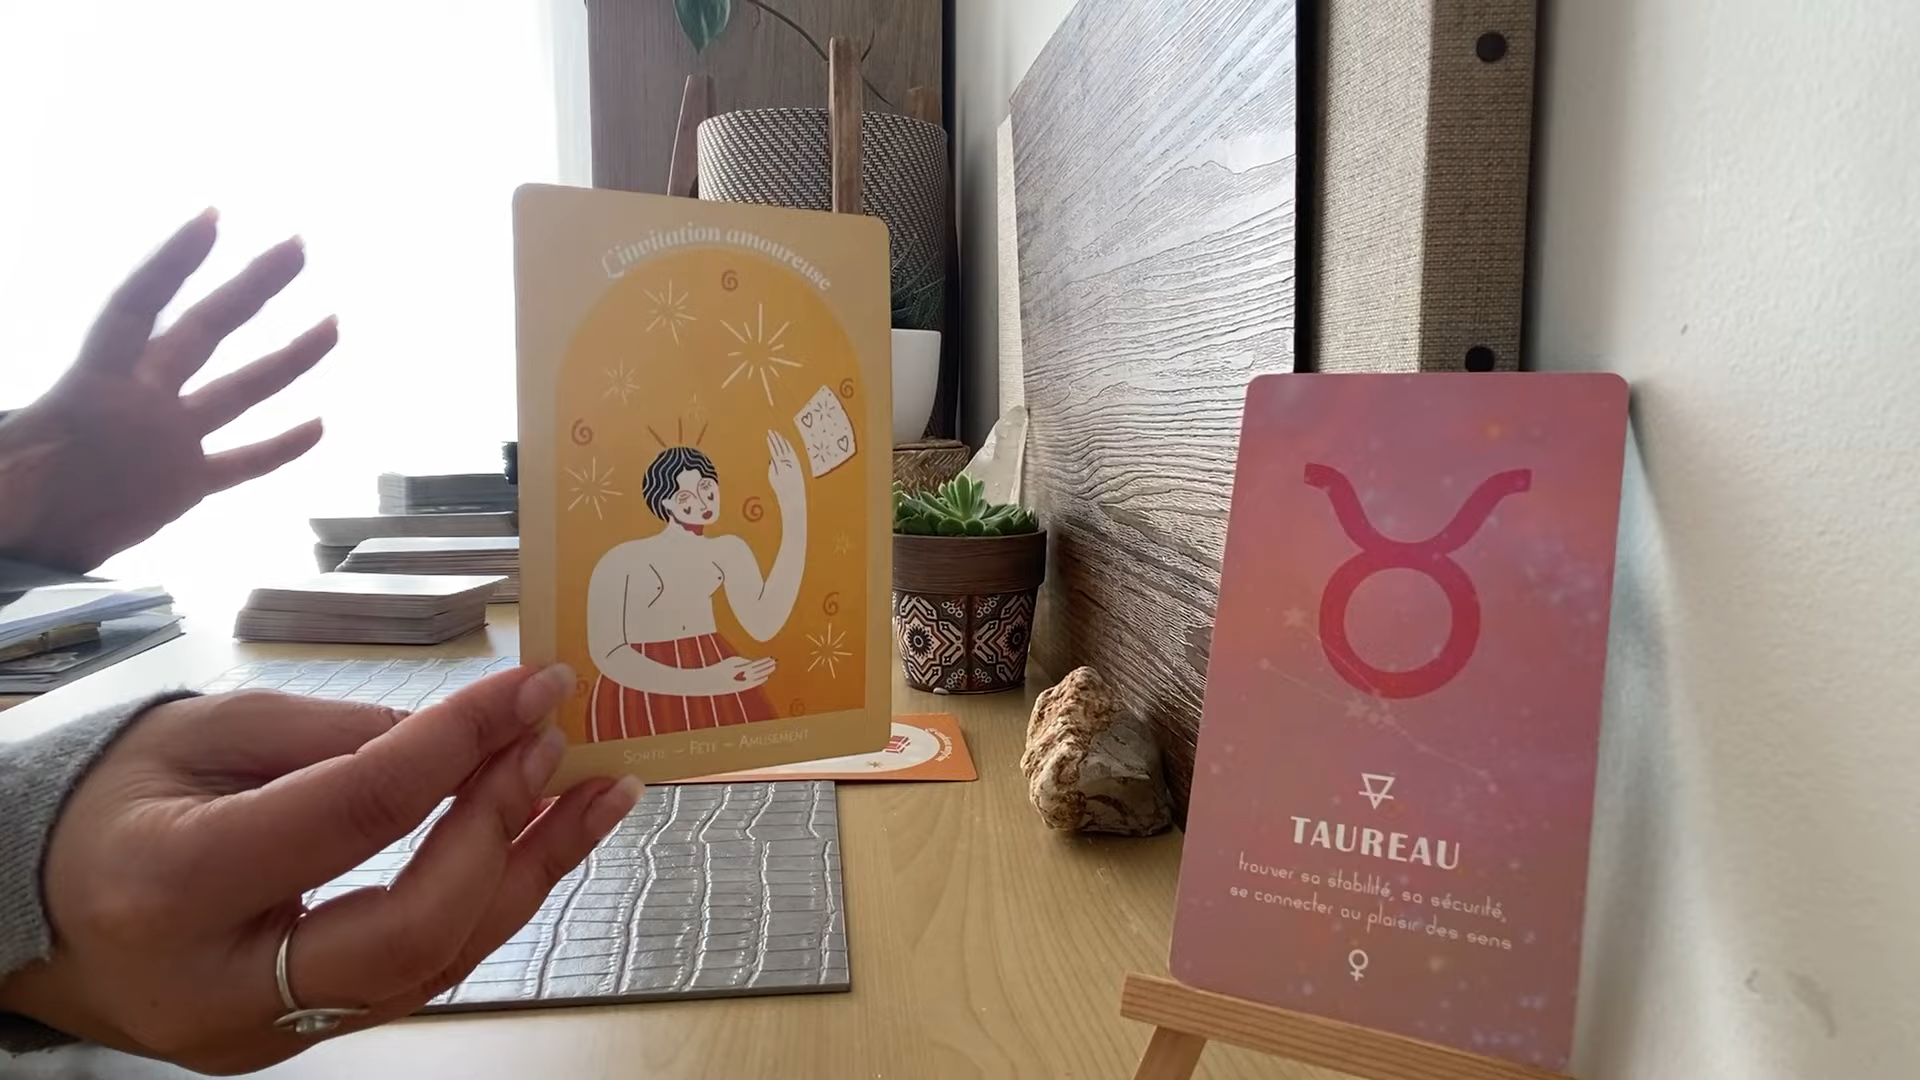 L'invitation amoureuse
Sortie – Fête – Amusement
TAUREAU
trouver sa stabilité, sa sécurité,
se connecter au plaisir des sens